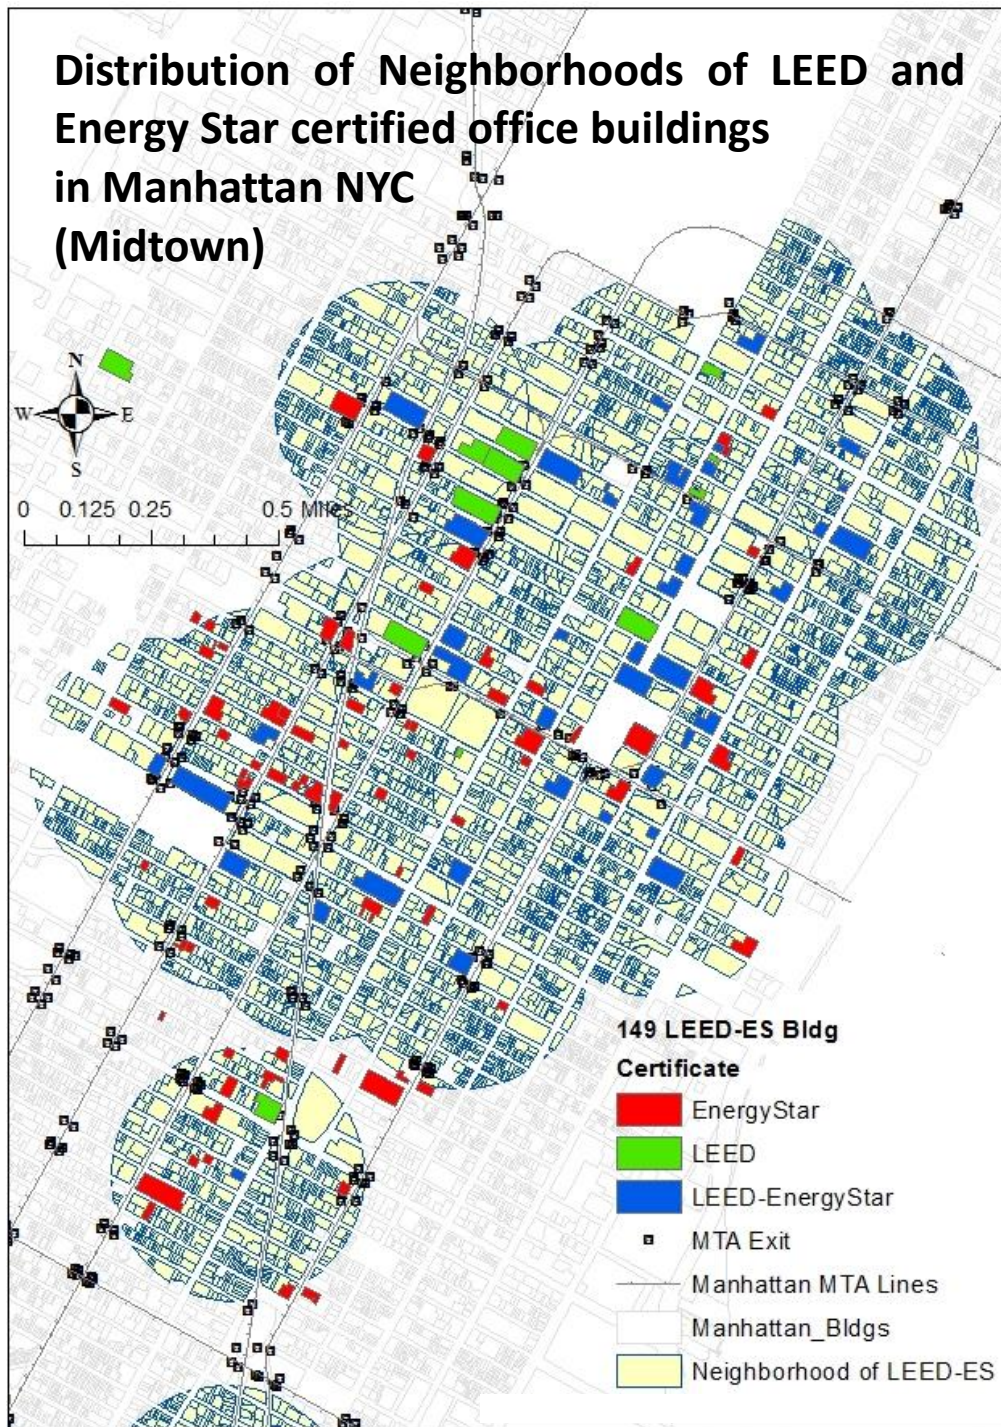 Distribution of Neighborhoods of LEED and
Energy Star certified office buildings
in Manhattan NYC
(Midtown)
N
W E
S
0 0.125 0.25 0.5 Miles
149 LEED-ES Bldg
Certificate
EnergyStar
LEED
LEED-EnergyStar
MTA Exit
Manhattan MTA Lines
Manhattan_Bldgs
Neighborhood of LEED-ES